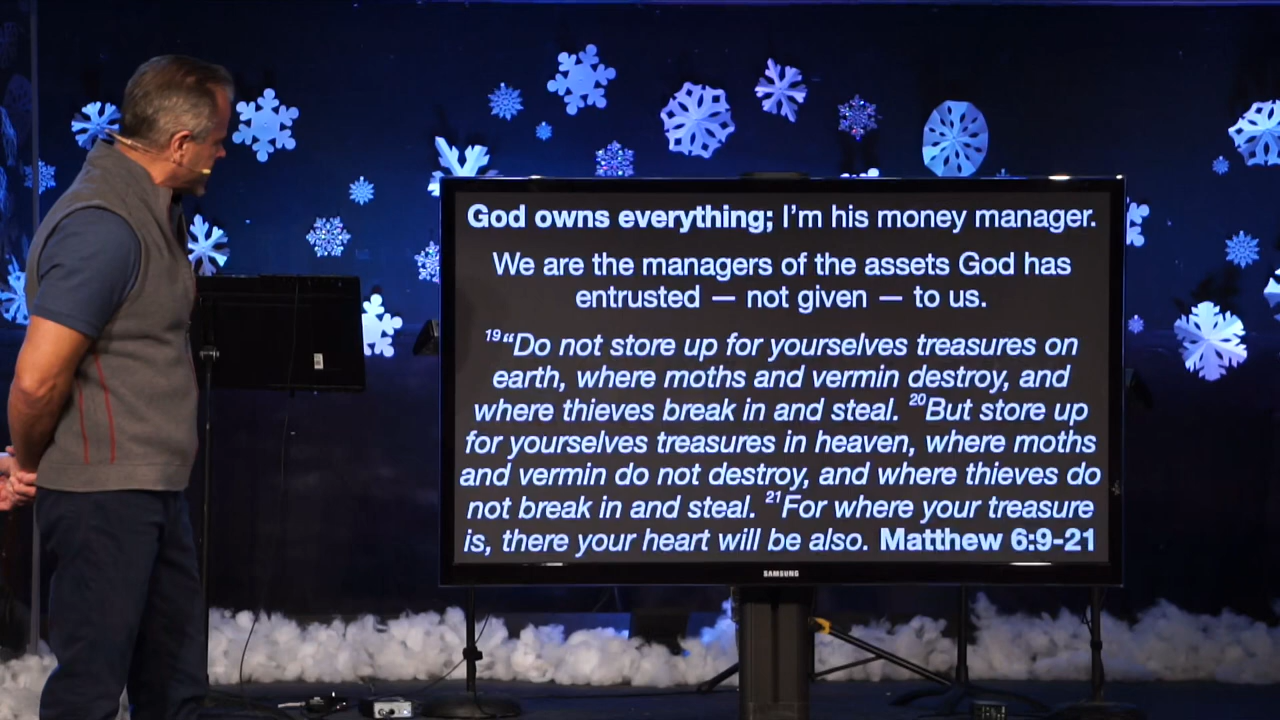 God owns everything; I'm his money manager.
We are the managers of the assets God has
entrusted — not given — to us.
19“Do not store up for yourselves treasures on
earth, where moths and vermin destroy, and
where thieves break in and steal. 20But store up
for yourselves treasures in heaven, where moths
and vermin do not destroy, and where thieves do
not break in and steal. 21For where your treasure
is, there your heart will be also. Matthew 6:9-21
SAMSUNG